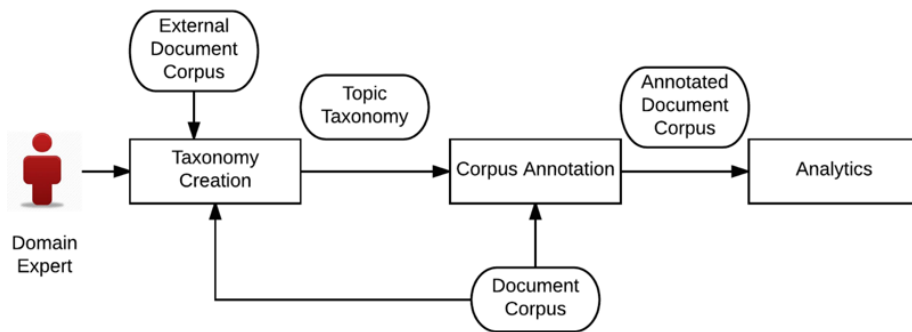 External
Document
Corpus
Topic
Taxonomy
Annotated
Document
Corpus
Taxonomy
Creation
Corpus Annotation
Analytics
Domain
Expert
Document
Corpus